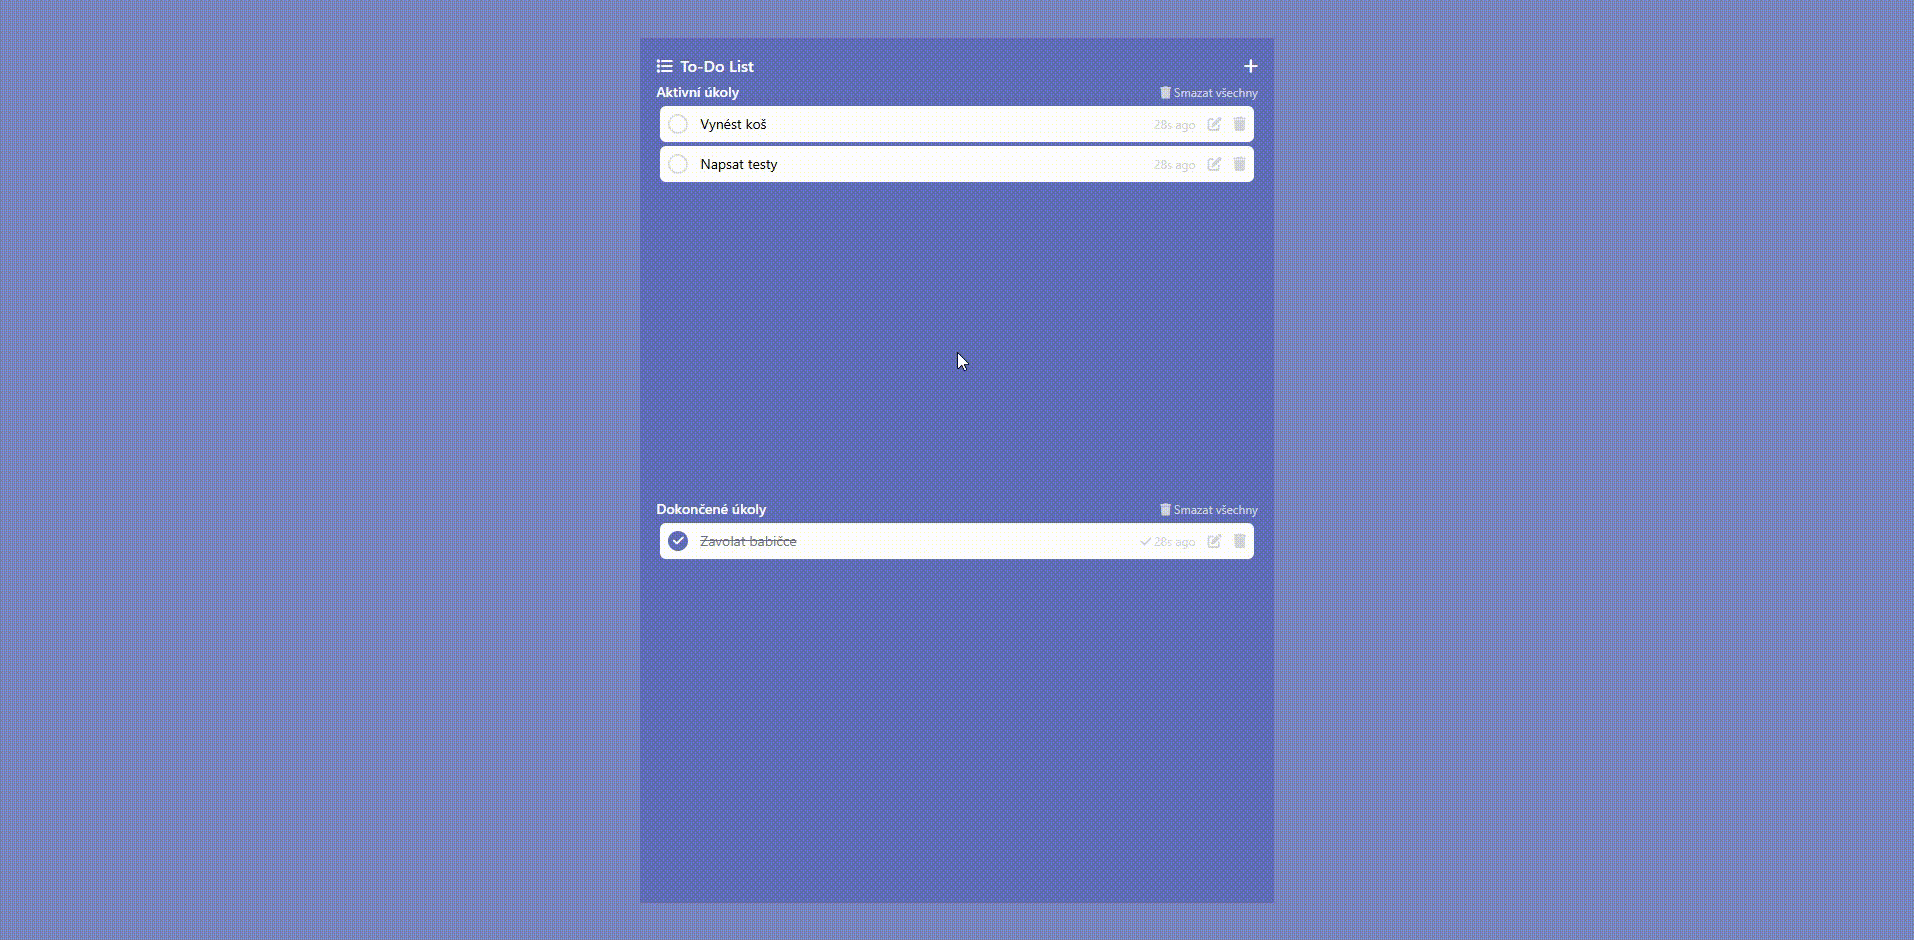 To-Do List
Aktivní úkoly Smazat všechny
Vynést koš 28s ago
Napsat testy 28s ago
Dokončené úkoly Smazat všechny
Zavolat babičce 28s ago